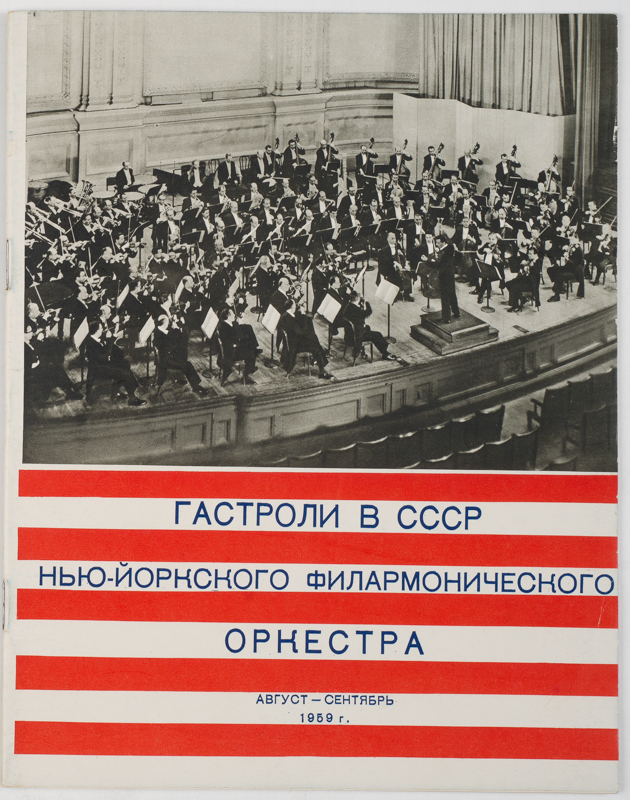 ГАСТРОЛИ В СССР
НЬЮ-ЙОРКСКОГО ФИЛАРМОНИЧЕСКОГО
ОРКЕСТРА
АВГУСТ — СЕНТЯБРЬ
1959 г.